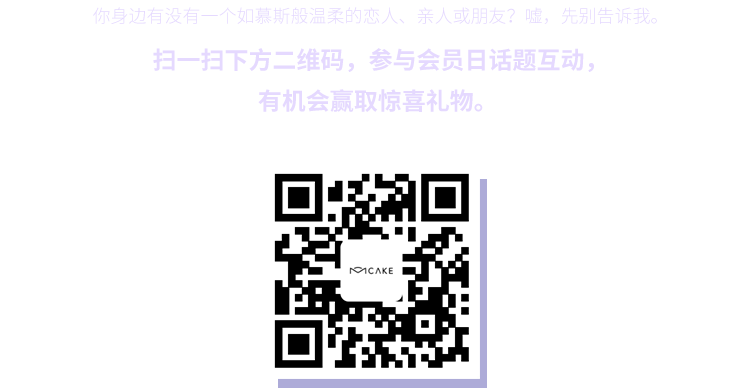 你身边有没有一个如慕斯般温柔的恋人、亲人或朋友？嘘，先别告诉我。
扫一扫下方二维码，参与会员日话题互动，
有机会赢取惊喜礼物。
MCAKE